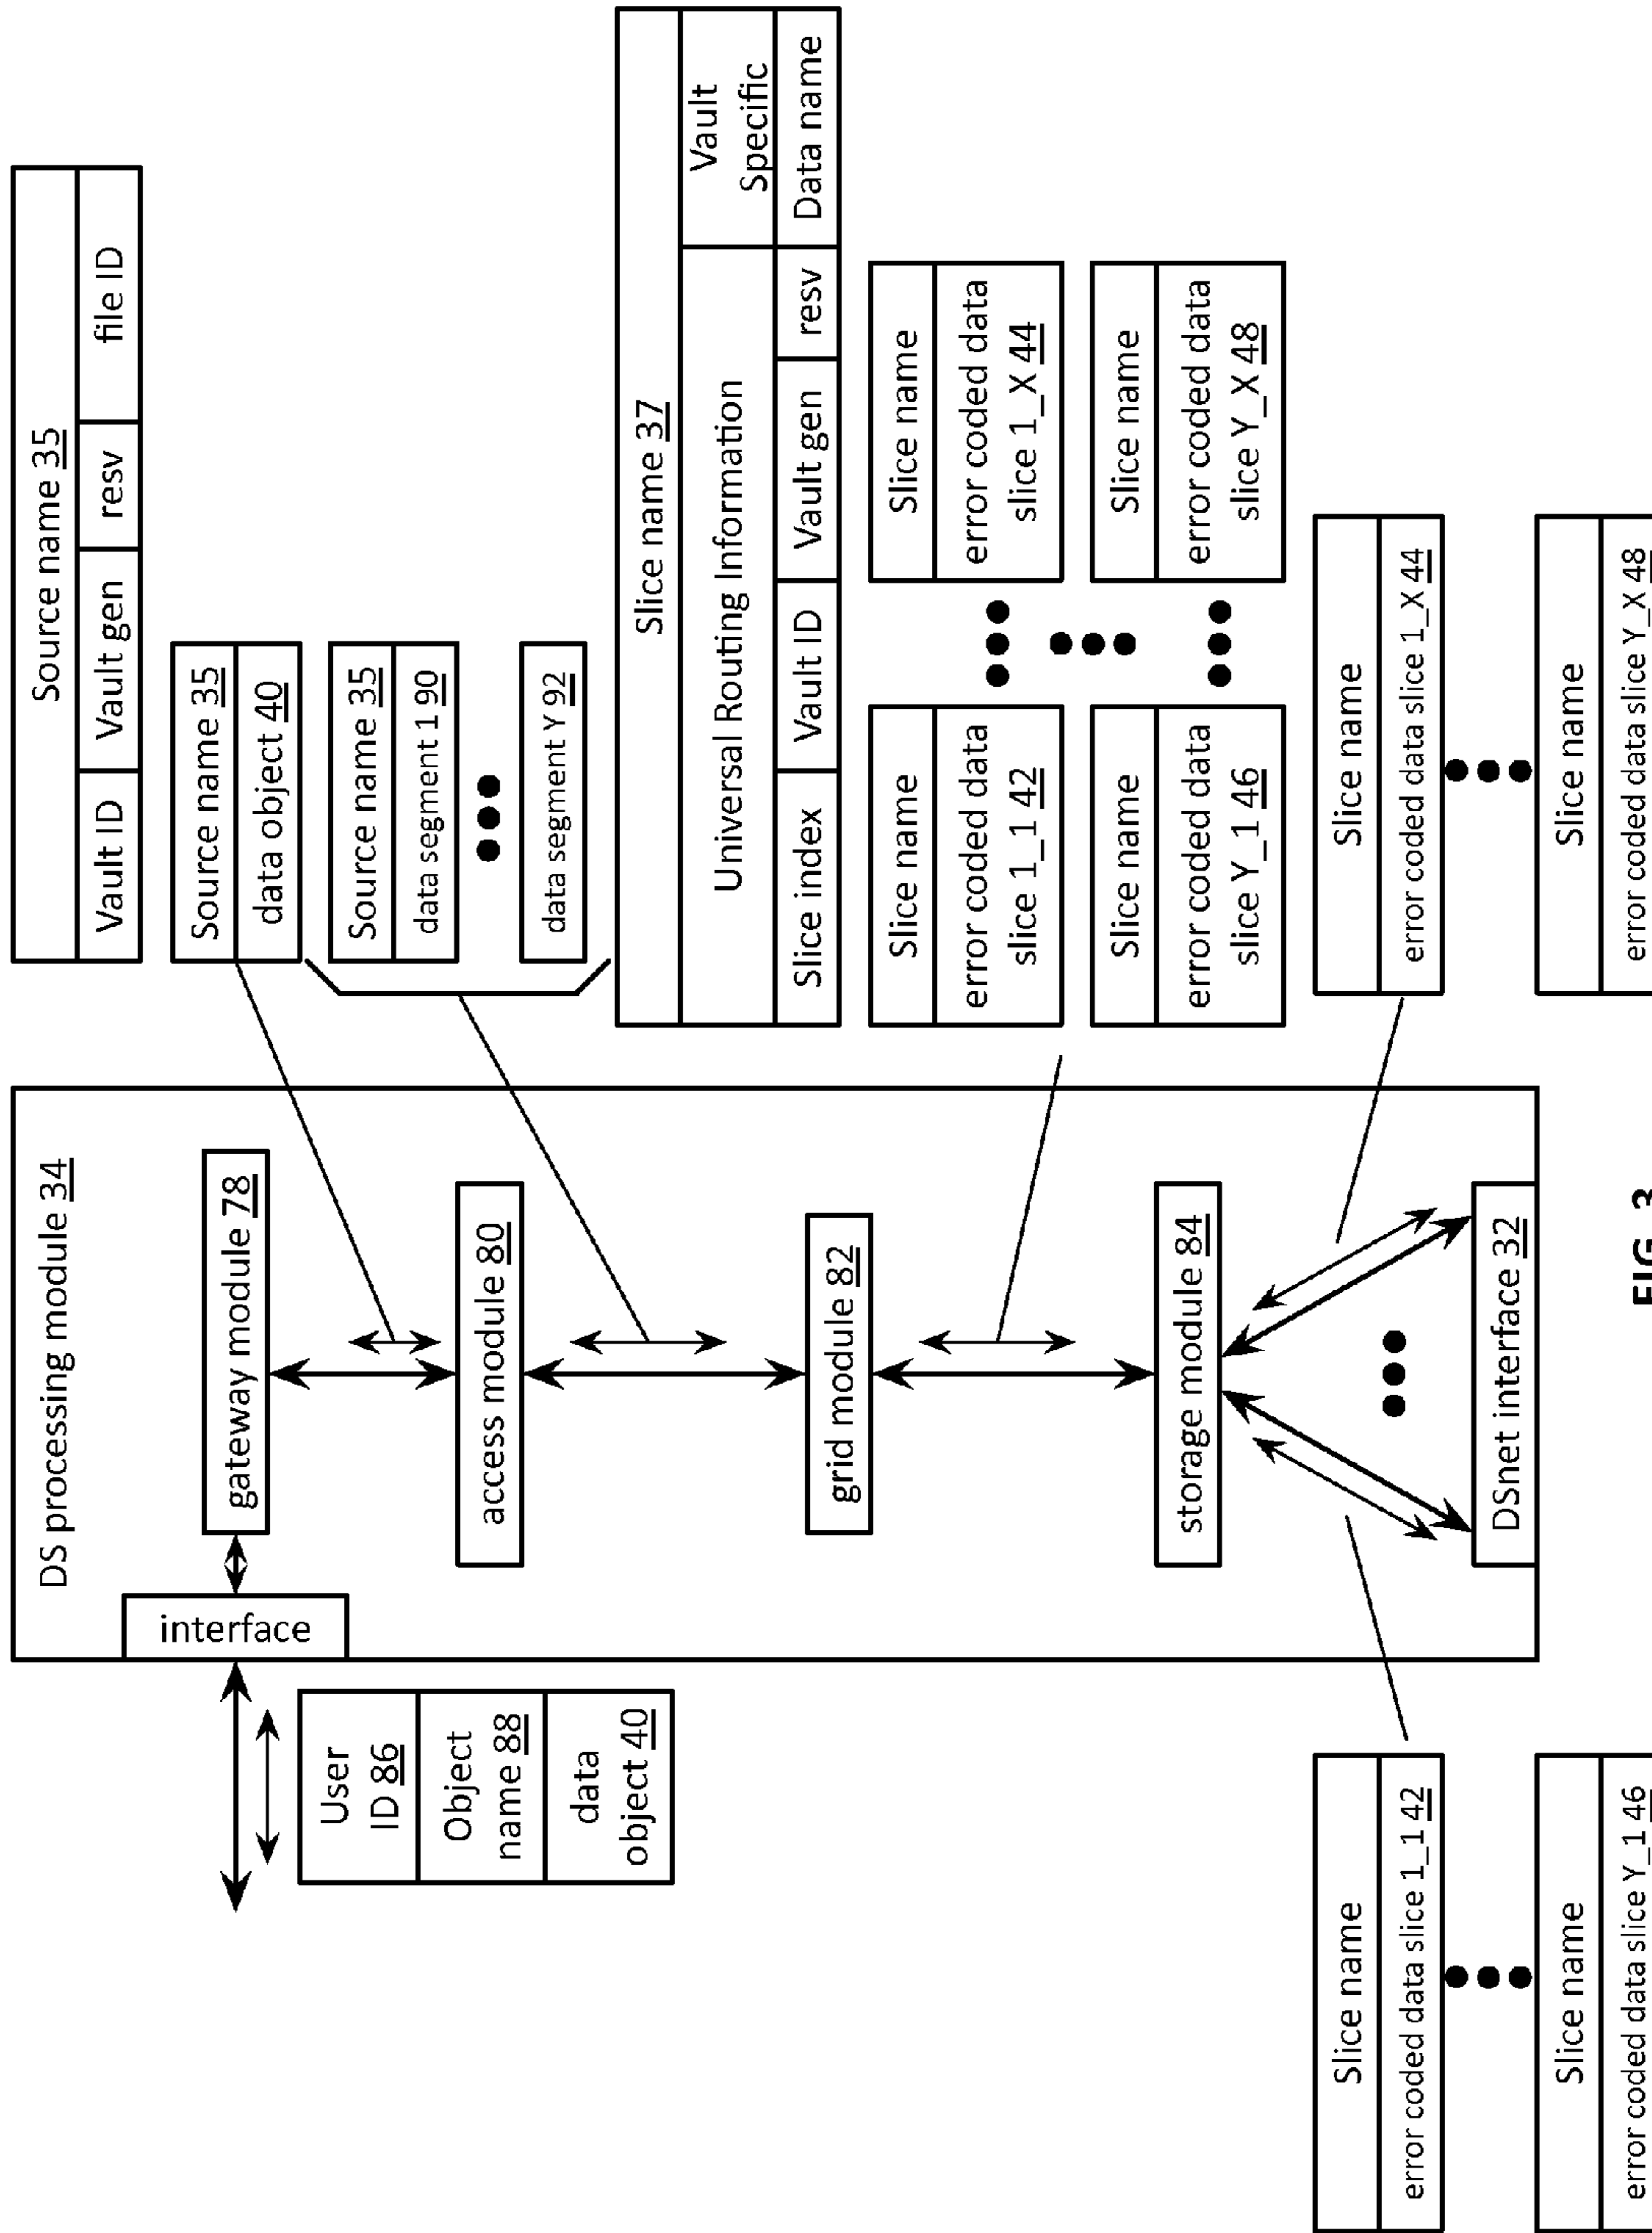 DS processing module 34
interface
gateway module 78
access module 80
grid module 82
storage module 84
DSnet interface 32
User
ID 86
Object
name 88
data
object 40
Source name 35
Vault ID
Vault gen
resv
file ID
Source name 35
data object 40
Source name 35
data segment 1 90
data segment Y 92
Slice name 37
Universal Routing Information
Vault
Specific
Slice index
Vault ID
Vault gen
resv
Data name
Slice name
error coded data
slice 1_1 42
Slice name
error coded data
slice 1_X 44
Slice name
error coded data
slice Y_1 46
Slice name
error coded data
slice Y_X 48
Slice name
error coded data slice 1_1 42
Slice name
error coded data slice Y_1 46
Slice name
error coded data slice 1_X 44
Slice name
error coded data slice Y_X 48
FIG. 3